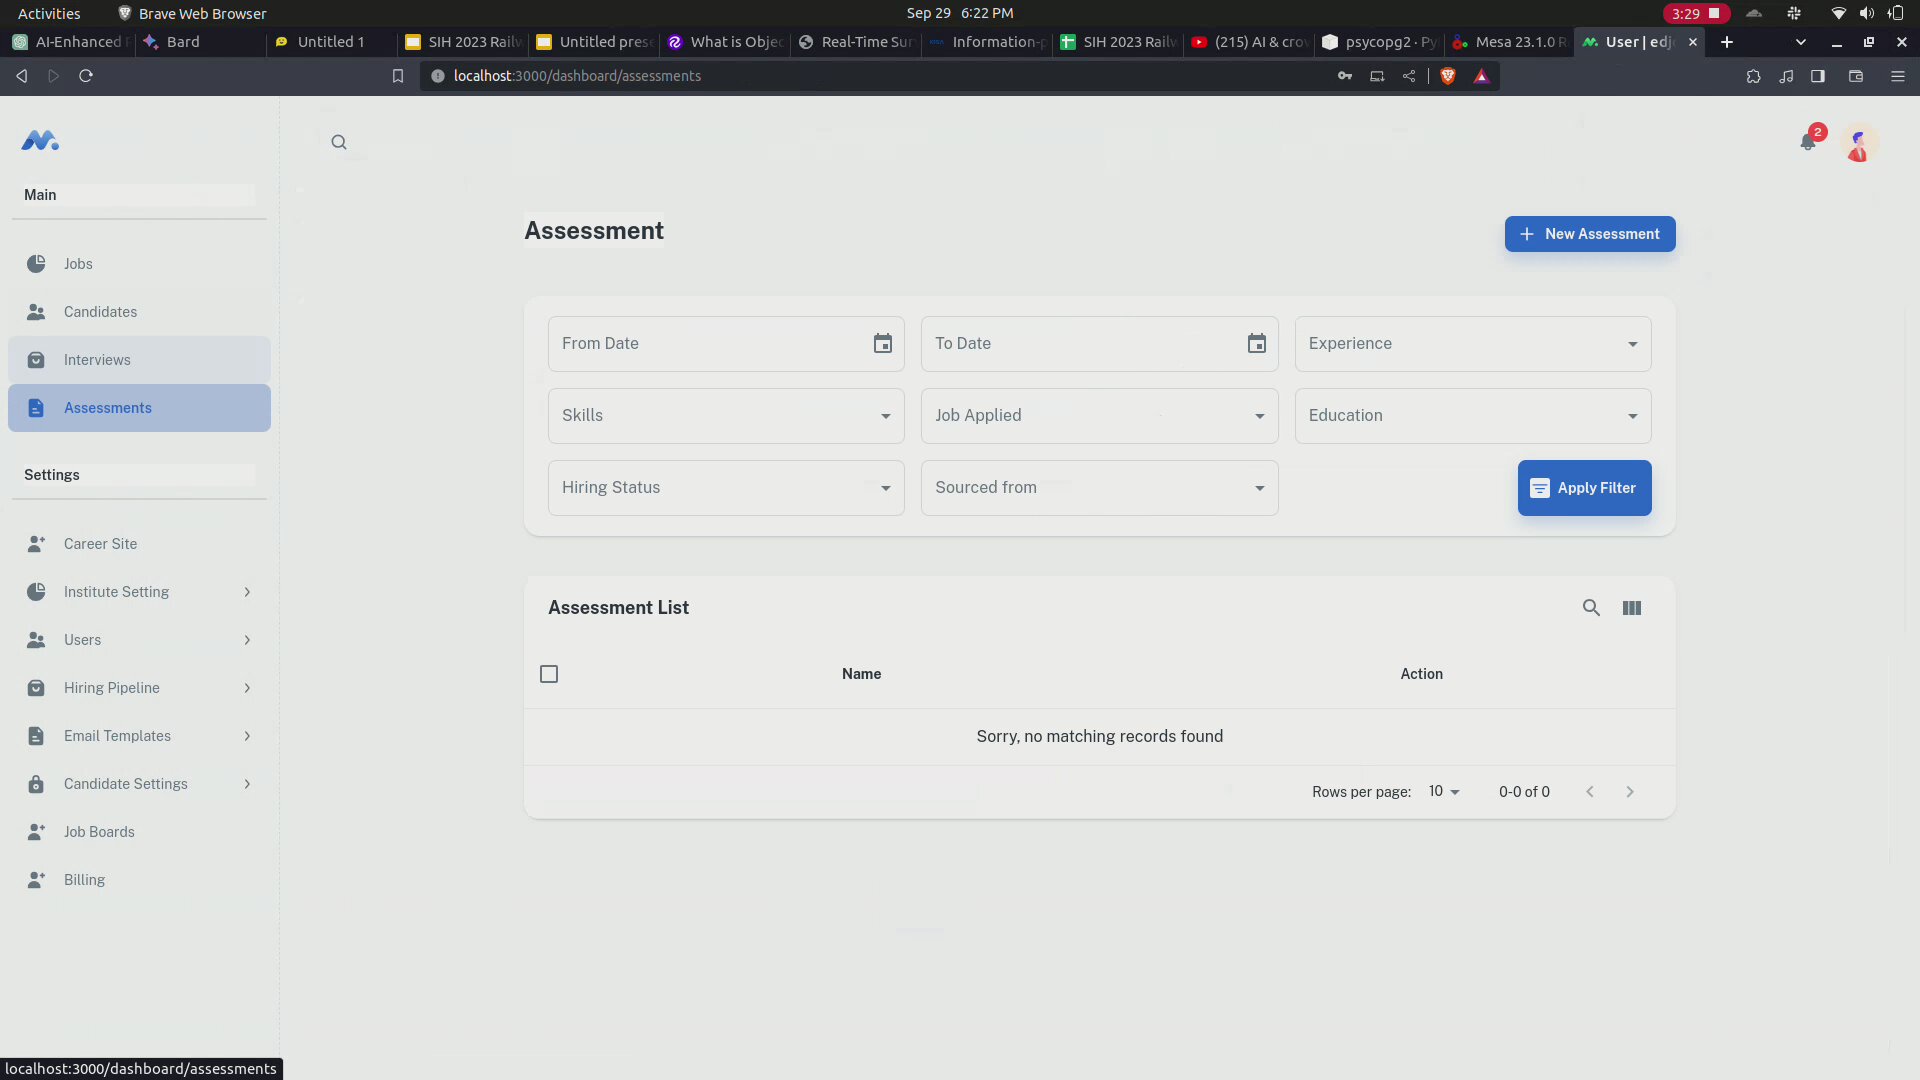 Activities
Brave Web Browser
Sep 29 6:22 PM
3:29
AI-Enhanced
Bard
Untitled 1
SIH 2023 Railw
Untitled prese
What is Objec
Real-Time Sur
Information-p
SIH 2023 Railw
(215) AI & crow
psycopg2 · Py
Mesa 23.1.0 R
User | edjo
localhost:3000/dashboard/assessments
2
Main
Jobs
Candidates
Interviews
Assessments
Settings
Career Site
Institute Setting
Users
Hiring Pipeline
Email Templates
Candidate Settings
Job Boards
Billing
Assessment
New Assessment
From Date
To Date
Experience
Skills
Job Applied
Education
Hiring Status
Sourced from
Apply Filter
Assessment List
Name
Action
Sorry, no matching records found
Rows per page: 10
0-0 of 0
localhost:3000/dashboard/assessments